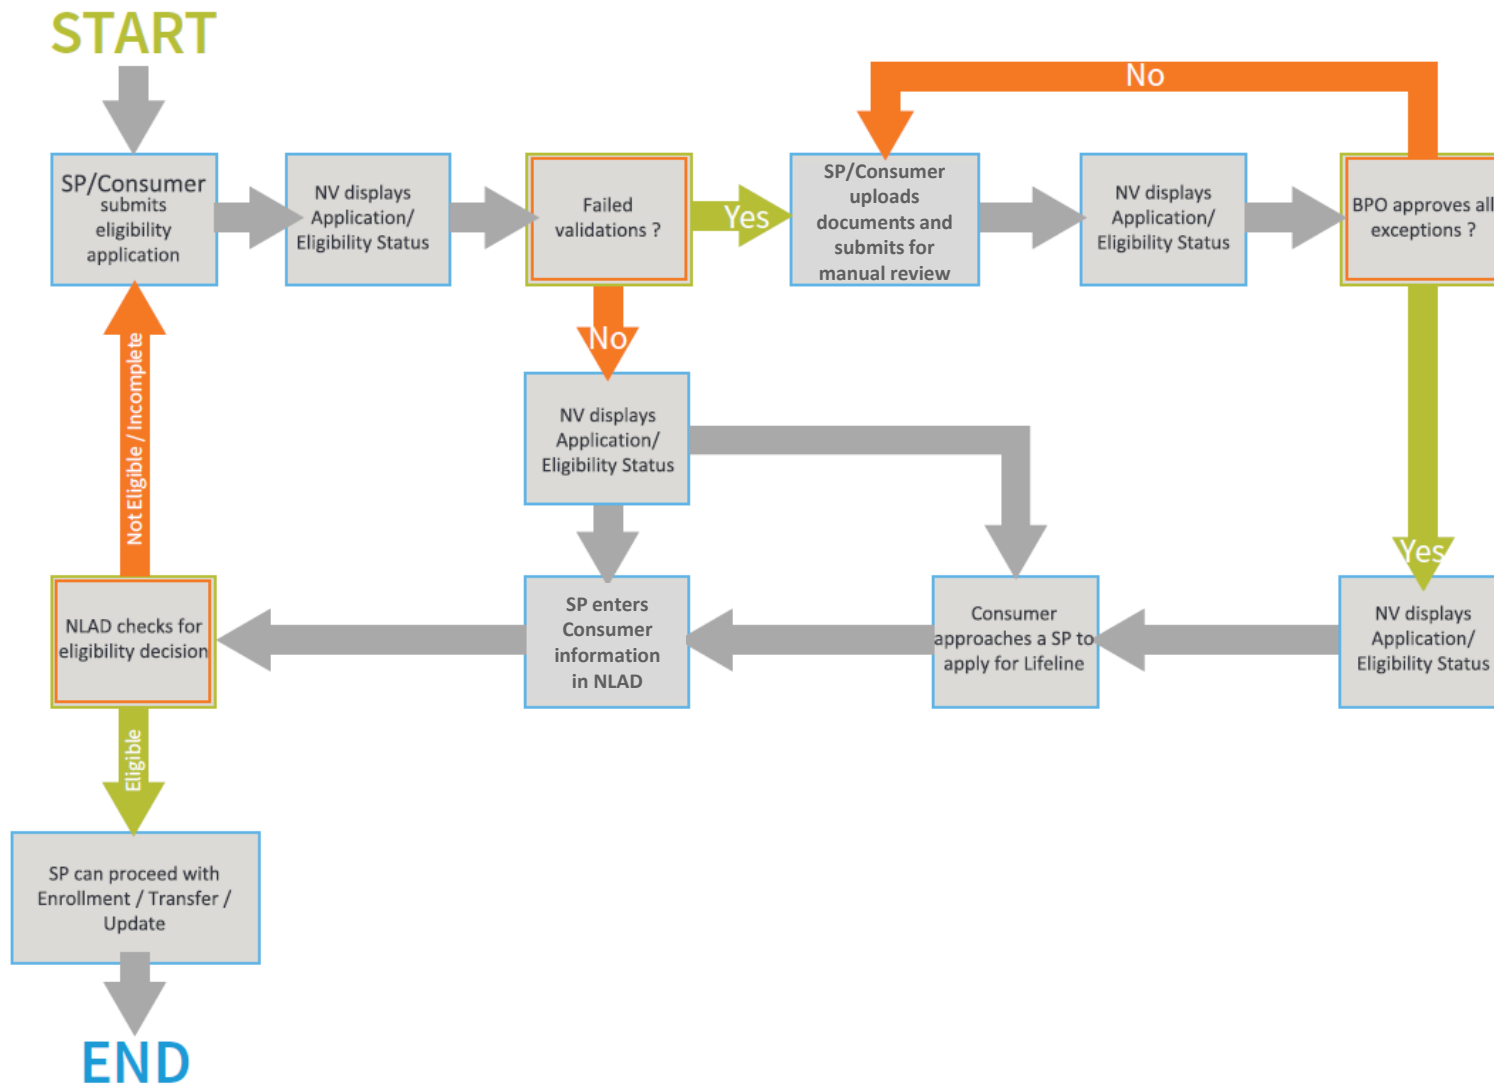 START
No
SP/Consumer
submits
eligibility
application
NV displays
Application/
Eligibility Status
Failed
validations ?
Yes
SP/Consumer
uploads
documents and
submits for
manual review
NV displays
Application/
Eligibility Status
BPO approves all
exceptions ?
Not Eligible / Incomplete
No
NV displays
Application/
Eligibility Status
Yes
NLAD checks for
eligibility decision
SP enters
Consumer
information
in NLAD
Consumer
approaches a SP to
apply for Lifeline
NV displays
Application/
Eligibility Status
Eligible
SP can proceed with
Enrollment / Transfer /
Update
END